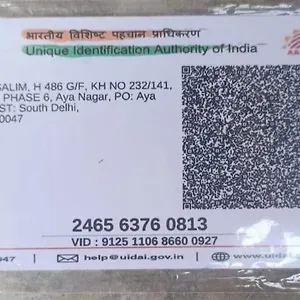 भारतीय विशिष्ट पहचान प्राधिकरण
Unique Identification Authority of India
SALIM, H 486 G/F, KH NO 232/141,
PHASE 6, Aya Nagar, PO: Aya
ST: South Delhi,
0047
2465 6376 0813
VID : 9125 1106 8660 0927
947
help@uidai.gov.in